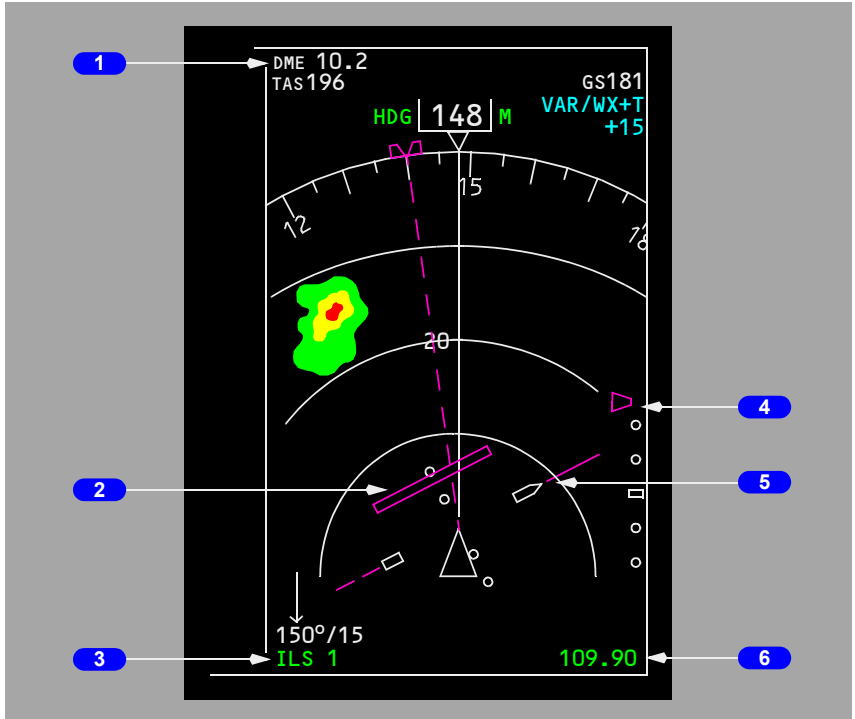 1 DME 10.2
TAS196
GS181
VAR/WX+T
+15
HDG 148 M
12
15
18
20
4
5
2
150°/15
3 ILS 1
109.90 6